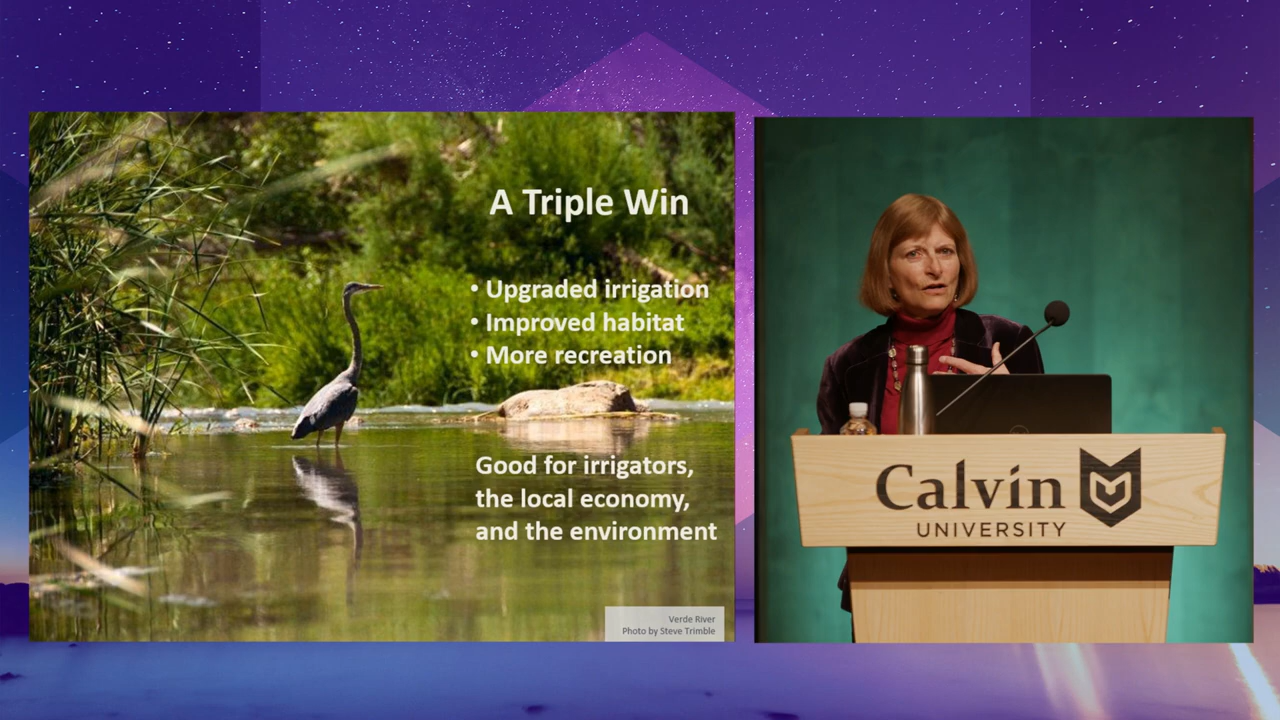 A Triple Win
• Upgraded irrigation
• Improved habitat
• More recreation
Good for irrigators,
the local economy,
and the environment
Verde River
Photo by Steve Trimble
Calvin
UNIVERSITY